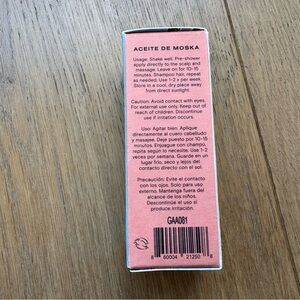 ACEITE DE MOSKA
Usage: Shake well. Pre-shower
apply directly to the scalp and
massage. Leave on for 10-15
minutes. Shampoo hair, repeat
as needed. Use 1-2 x per week.
Store in a cool, dry place away
from direct sunlight.
Caution: Avoid contact with eyes.
For external use only. Keep out of
reach of children. Discontinue
use if irritation occurs.
Uso: Agitar bién. Aplique
directamente al cuero cabelludo
y masajee. Deje puesto por 10-15
minutos. Enjuague con champú,
repita según lo necesite. Use 1-2
veces por semana. Guarde en un
lugar frio, seco y lejos del
contacto directo con el sol.
Precaución: Evite el contacto
con los ojos. Solo para uso
externo. Mantenga fuera del
alcance de los niños.
Descontinúe el uso si
produce irritación.
GAA081
8 60004 21250 8